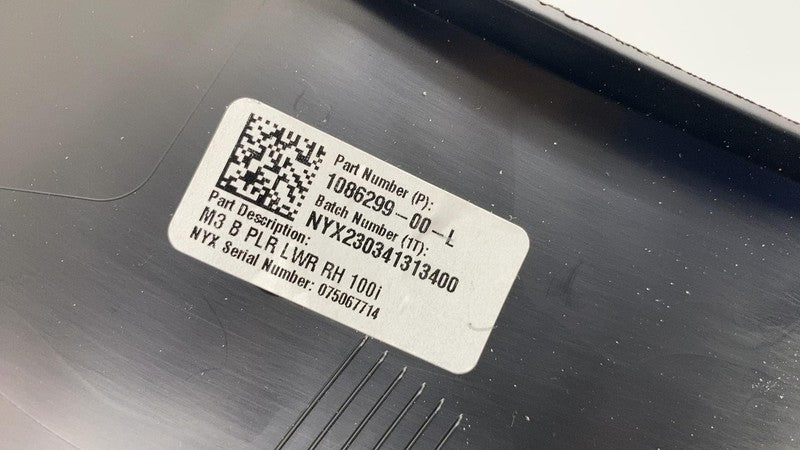 Part Number (P):
1086299-00-L
Batch Number (1T):
NYX230341313400
Part Description:
M3 B PLR LWR RH 100i
NYX Serial Number: 075067714